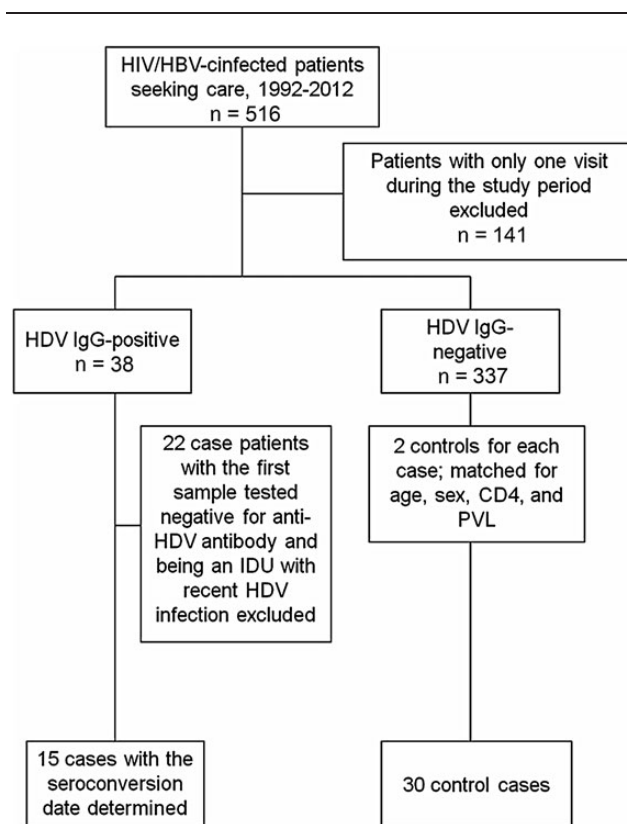 HIV/HBV-cinfected patients
seeking care, 1992-2012
n = 516
Patients with only one visit
during the study period
excluded
n = 141
HDV IgG-positive
n = 38
HDV IgG-
negative
n = 337
22 case patients
with the first
sample tested
negative for anti-
HDV antibody and
being an IDU with
recent HDV
infection excluded
2 controls for each
case; matched for
age, sex, CD4, and
PVL
15 cases with the
seroconversion
date determined
30 control cases